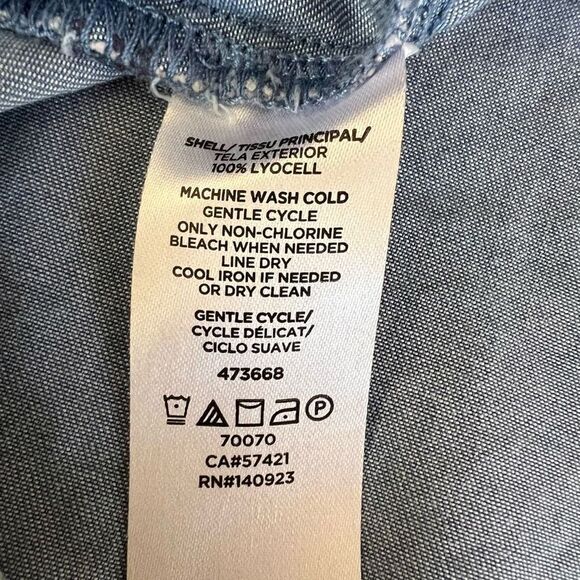 SHELL/ TISSU PRINCIPAL/
TELA EXTERIOR
100% LYOCELL
MACHINE WASH COLD
GENTLE CYCLE
ONLY NON-CHLORINE
BLEACH WHEN NEEDED
LINE DRY
COOL IRON IF NEEDED
OR DRY CLEAN
GENTLE CYCLE/
CYCLE DÉLICAT/
CICLO SUAVE
473668
P
70070
CA#57421
RN#140923